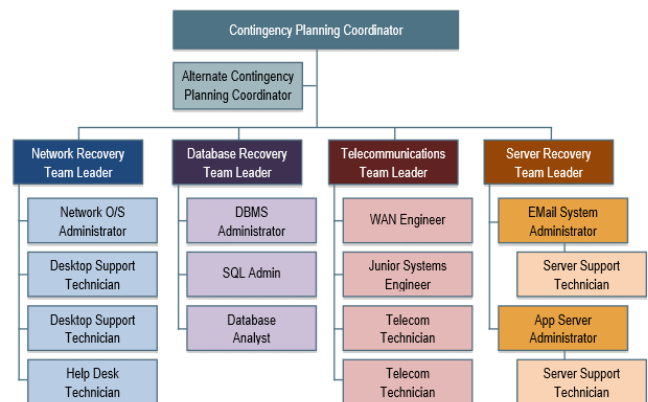 Contingency Planning Coordinator
Alternate Contingency
Planning Coordinator
Network Recovery
Team Leader
Network O/S
Administrator
Desktop Support
Technician
Desktop Support
Technician
Help Desk
Technician
Database Recovery
Team Leader
DBMS
Administrator
SQL Admin
Database
Analyst
Telecommunications
Team Leader
WAN Engineer
Junior Systems
Engineer
Telecom
Technician
Telecom
Technician
Server Recovery
Team Leader
EMail System
Administrator
Server Support
Technician
App Server
Administrator
Server Support
Technician